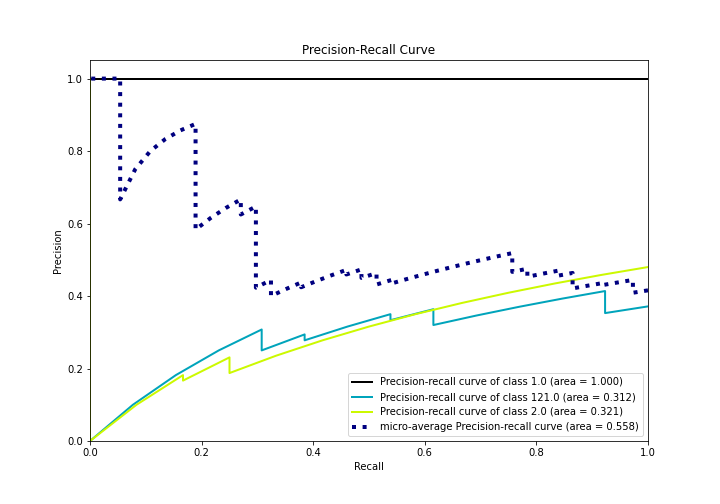 Precision-Recall Curve
1.0
0.8
0.6
0.4
0.2
0.0
Precision
0.0 0.2 0.4 0.6 0.8 1.0
Recall
Precision-recall curve of class 1.0 (area = 1.000)
Precision-recall curve of class 121.0 (area = 0.312)
Precision-recall curve of class 2.0 (area = 0.321)
micro-average Precision-recall curve (area = 0.558)